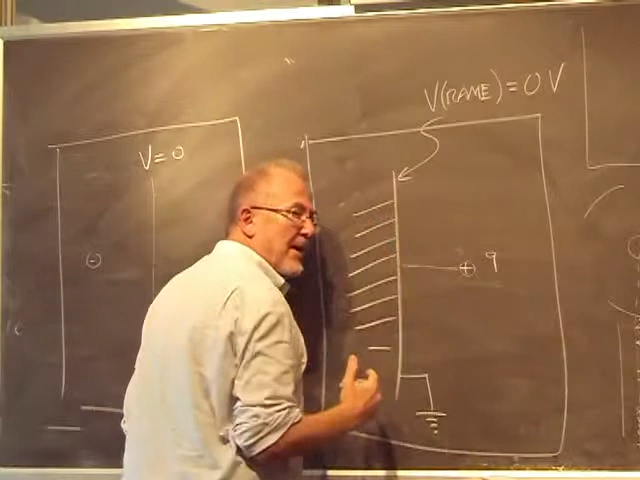 V(RAME) = 0 V
V = 0
-
+ q